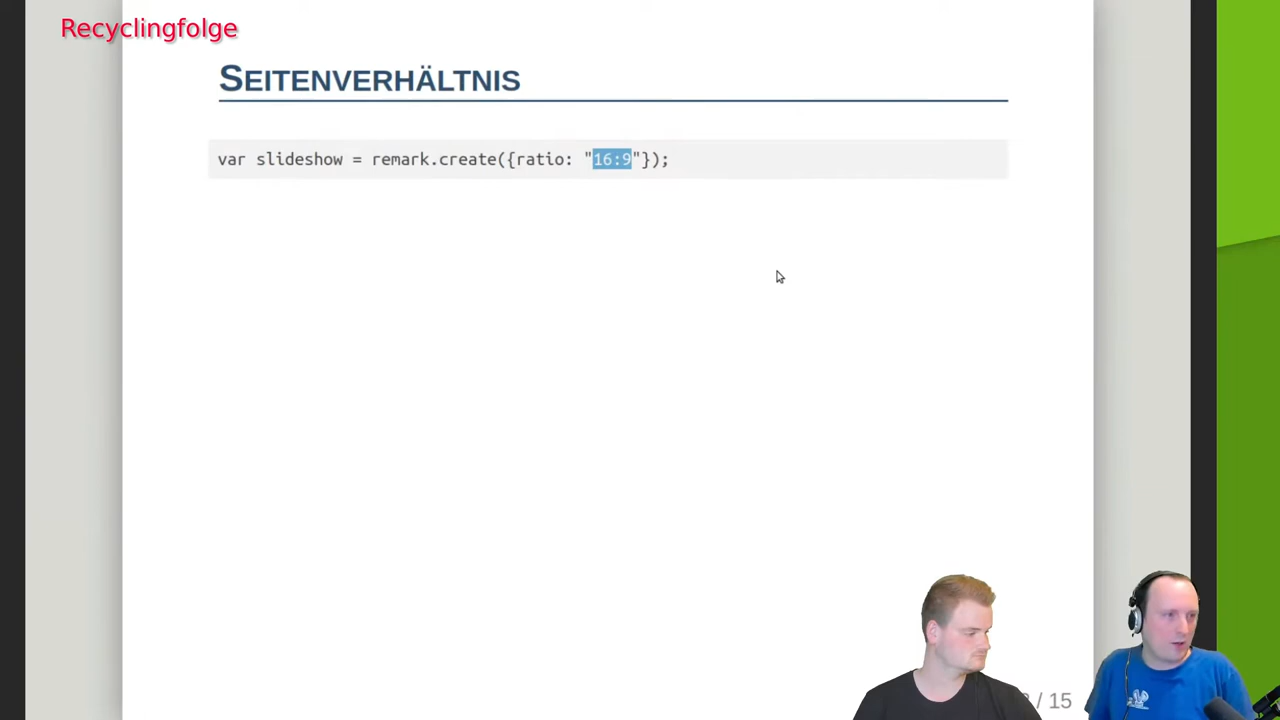 Recyclingfolge
SEITENVERHÄLTNIS
var slideshow = remark.create({ratio: "16:9"});
/ 15